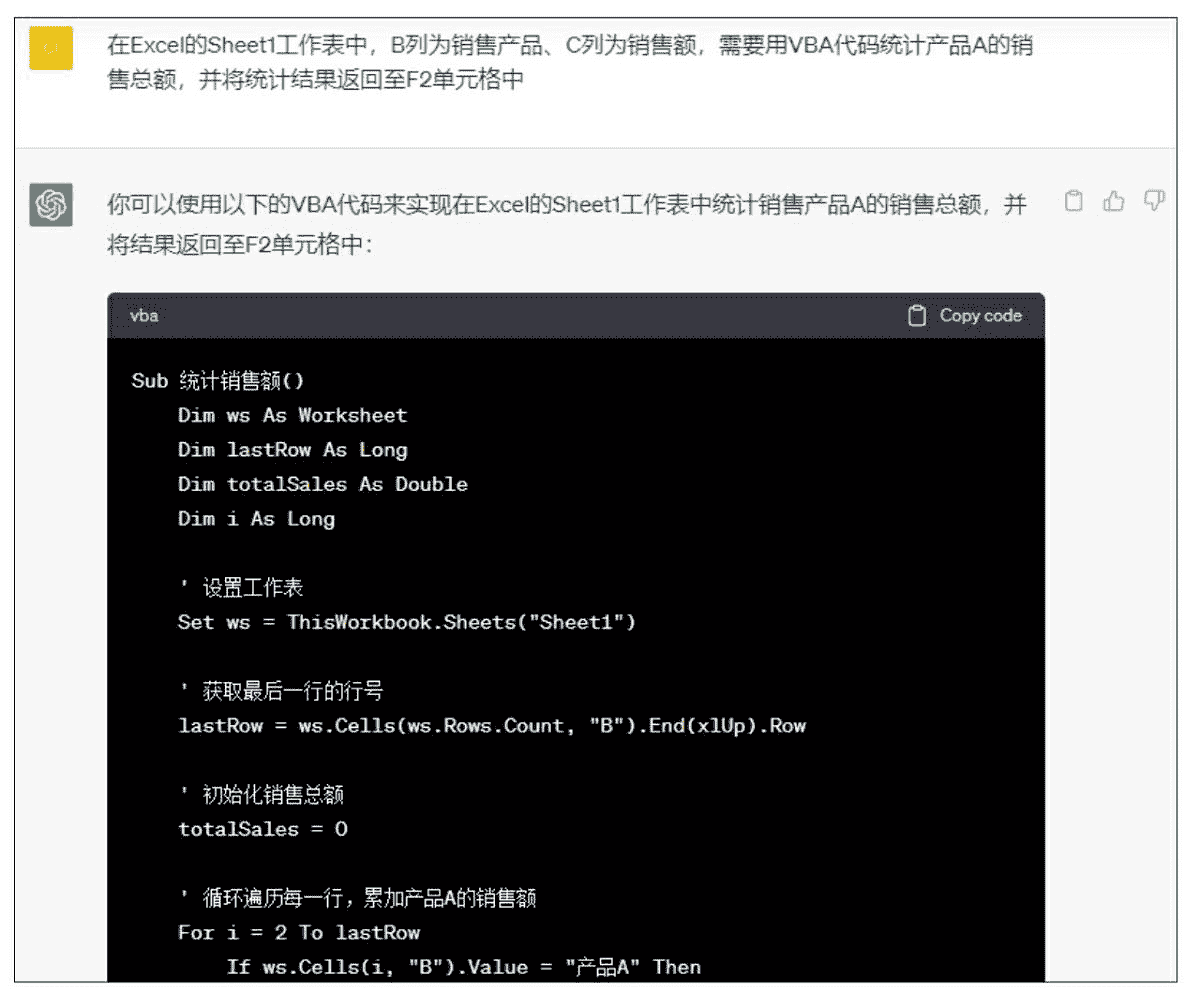 在Excel的Sheet1工作表中，B列为销售产品、C列为销售额，需要用VBA代码统计产品A的销
售总额，并将统计结果返回至F2单元格中
你可以使用以下的VBA代码来实现在Excel的Sheet1工作表中统计销售产品A的销售总额，并
将结果返回至F2单元格中：
vba
Copy code
Sub 统计销售额()
Dim ws As Worksheet
Dim lastRow As Long
Dim totalSales As Double
Dim i As Long
' 设置工作表
Set ws = ThisWorkbook.Sheets("Sheet1")
' 获取最后一行的行号
lastRow = ws.Cells(ws.Rows.Count, "B").End(xlUp).Row
' 初始化销售总额
totalSales = 0
' 循环遍历每一行，累加产品A的销售额
For i = 2 To lastRow
If ws.Cells(i, "B").Value = "产品A" Then